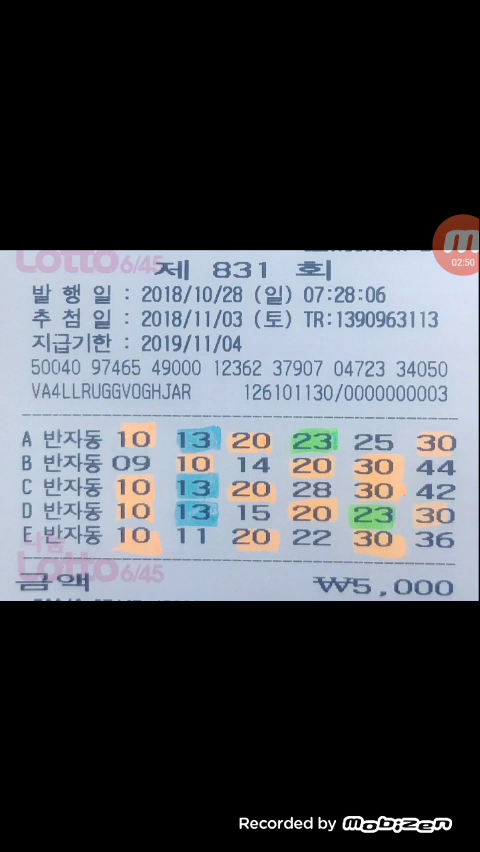 Lotto 6/45
제 831 회
02:50
발 행 일 : 2018/10/28 (일) 07:28:06
추 첨 일 : 2018/11/03 (토) TR:1390963113
지급기한 : 2019/11/04
50040 97465 49000 12362 37907 04723 34050
VA4LLRUGGVOGHJAR 126101130/0000000003
A 반자동 10 13 20 23 25 30
B 반자동 09 10 14 20 30 44
C 반자동 10 13 20 28 30 42
D 반자동 10 13 15 20 23 30
E 반자동 10 11 20 22 30 36
나눔
Lotto 6/45
금액 ₩5,000
Recorded by Mobizen